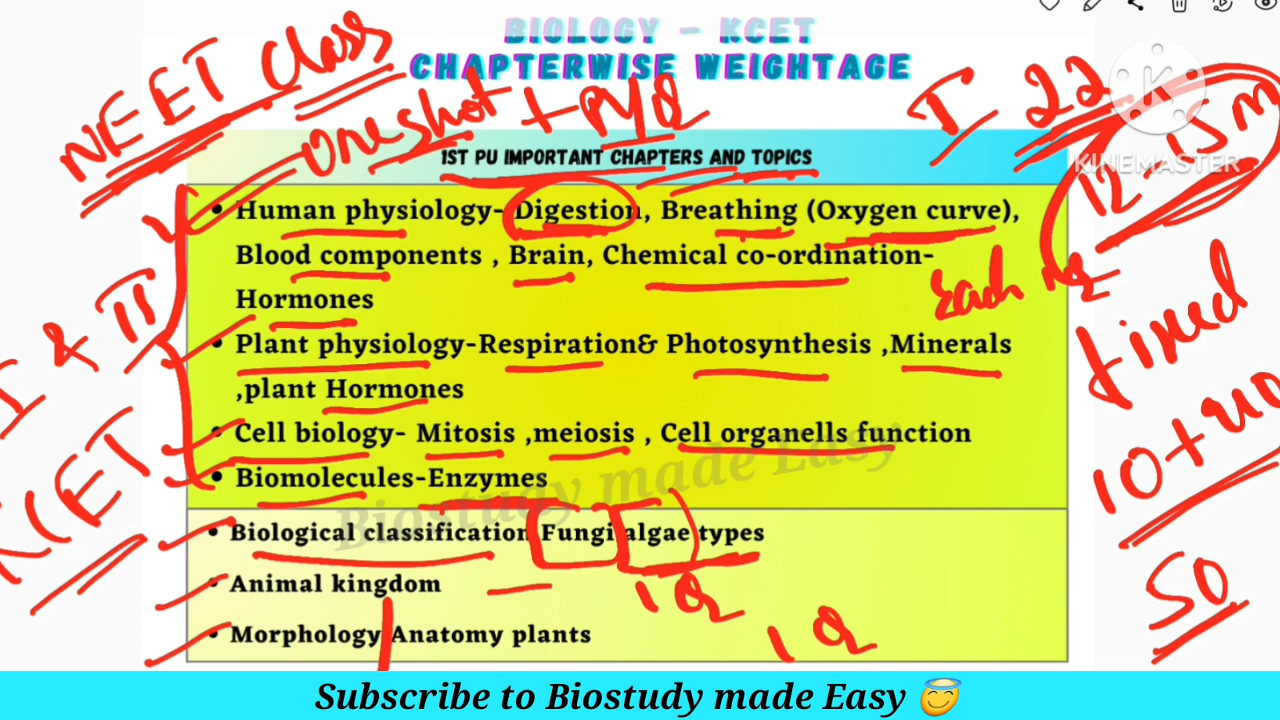 BIOLOGY - KCET
CHAPTERWISE WEIGHTAGE
NEET Class
one shot + PYQ
I 22
12-15 m
KINEMASTER
1ST PU IMPORTANT CHAPTERS AND TOPICS
• Human physiology- Digestion, Breathing (Oxygen curve),
Blood components , Brain, Chemical co-ordination-
Hormones
Each 1Q
• Plant physiology-Respiration& Photosynthesis ,Minerals
,plant Hormones
• Cell biology- Mitosis ,meiosis , Cell organells function
• Biomolecules-Enzymes
I & II
KCET
fixed
50
Biostudy made Easy
• Biological classification Fungi algae types
• Animal kingdom
1Q
• Morphology Anatomy plants
1Q
Subscribe to Biostudy made Easy 😇